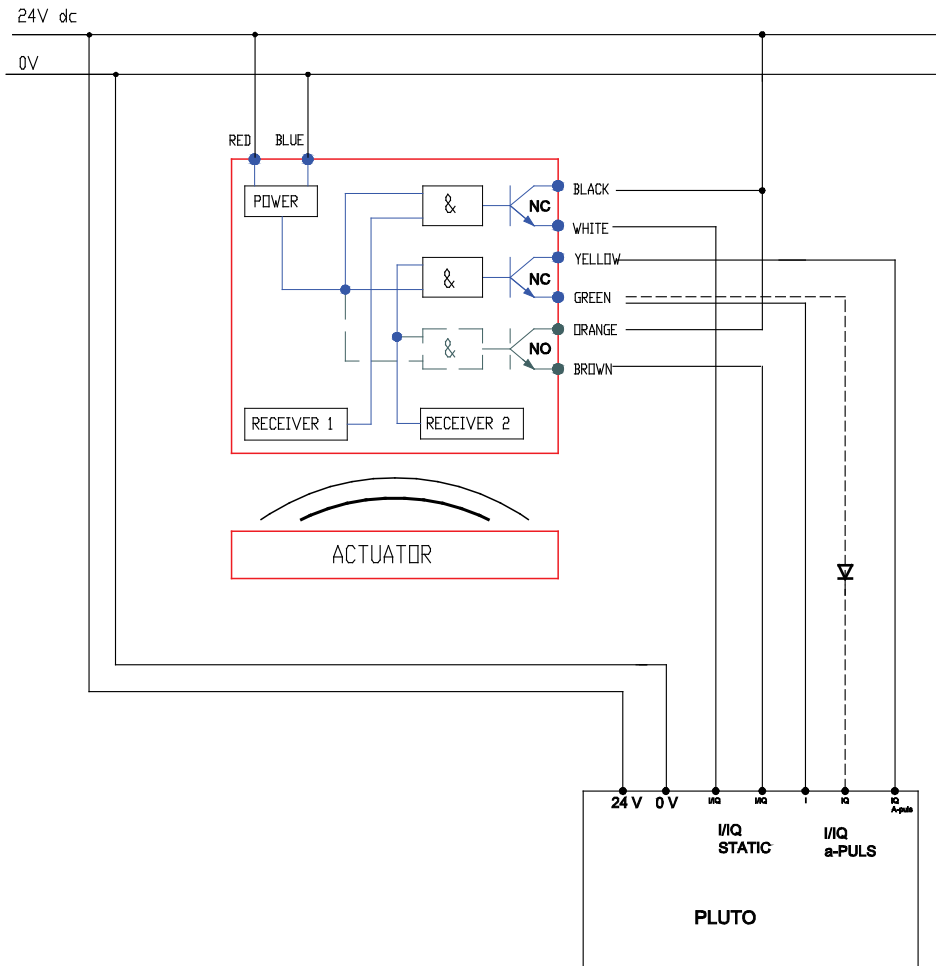 24V dc
0V
RED BLUE
POWER
&
NC
BLACK
WHITE
&
NC
YELLOW
GREEN
&
NO
ORANGE
BROWN
RECEIVER 1
RECEIVER 2
ACTUATOR
24 V 0 V I/IQ I/IQ I IQ IQ
A-puls
I/IQ
STATIC
I/IQ
a-PULS
PLUTO